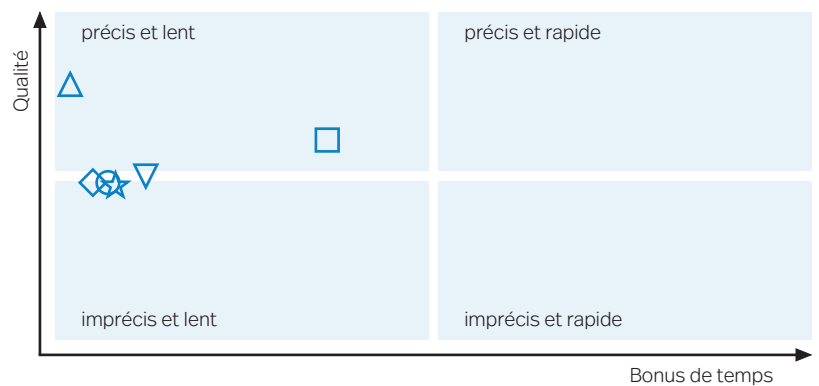 précis et lent
précis et rapide
Qualité
imprécis et lent
imprécis et rapide
Bonus de temps